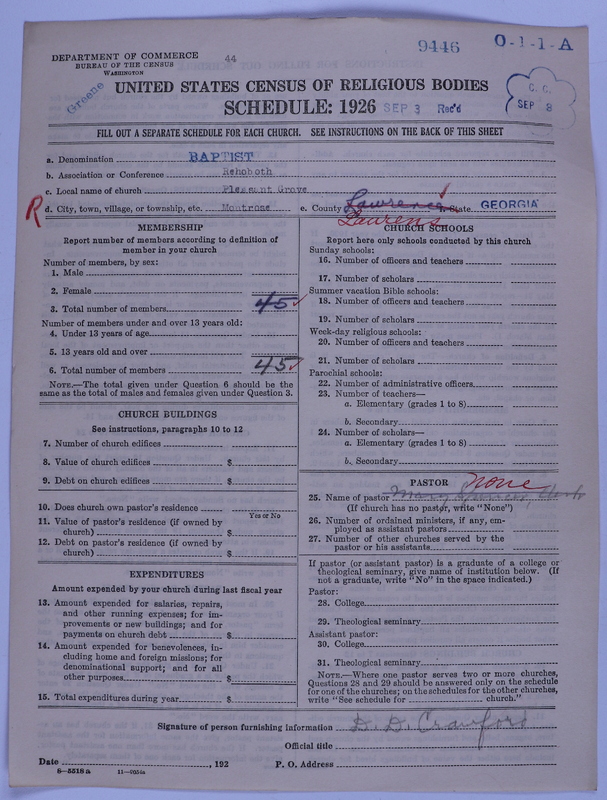 9446 O-1-1-A
DEPARTMENT OF COMMERCE
BUREAU OF THE CENSUS
WASHINGTON
44
Greene
C. C.
SEP 8
UNITED STATES CENSUS OF RELIGIOUS BODIES
SCHEDULE: 1926 SEP 3 Rec'd
FILL OUT A SEPARATE SCHEDULE FOR EACH CHURCH. SEE INSTRUCTIONS ON THE BACK OF THIS SHEET
a. Denomination BAPTIST
b. Association or Conference Rehoboth
c. Local name of church Pleasant Grove
R d. City, town, village, or township, etc. Montrose e. County Lawrence f. State GEORGIA
Laurens
MEMBERSHIP
Report number of members according to definition of
member in your church
Number of members, by sex:
1. Male
2. Female
3. Total number of members 45
Number of members under and over 13 years old:
4. Under 13 years of age
5. 13 years old and over
6. Total number of members 45
NOTE.—The total given under Question 6 should be the
same as the total of males and females given under Question 3.
CHURCH BUILDINGS
See instructions, paragraphs 10 to 12
7. Number of church edifices
8. Value of church edifices $
9. Debt on church edifices $
10. Does church own pastor's residence
Yes or No
11. Value of pastor's residence (if owned by
church) $
12. Debt on pastor's residence (if owned by
church) $
EXPENDITURES
Amount expended by your church during last fiscal year
13. Amount expended for salaries, repairs,
and other running expenses; for im-
provements or new buildings; and for
payments on church debt $
14. Amount expended for benevolences, in-
cluding home and foreign missions; for
denominational support; and for all
other purposes $
15. Total expenditures during year $
CHURCH SCHOOLS
Report here only schools conducted by this church
Sunday schools:
16. Number of officers and teachers
17. Number of scholars
Summer vacation Bible schools:
18. Number of officers and teachers
19. Number of scholars
Week-day religious schools:
20. Number of officers and teachers
21. Number of scholars
Parochial schools:
22. Number of administrative officers
23. Number of teachers—
a. Elementary (grades 1 to 8)
b. Secondary
24. Number of scholars—
a. Elementary (grades 1 to 8)
b. Secondary
PASTOR none
25. Name of pastor Mary Spencer, Clerk
(If church has no pastor, write "None")
26. Number of ordained ministers, if any, em-
ployed as assistant pastors
27. Number of other churches served by the
pastor or his assistants
If pastor (or assistant pastor) is a graduate of a college or
theological seminary, give name of institution below. (If
not a graduate, write "No" in the space indicated.)
Pastor:
28. College
29. Theological seminary
Assistant pastor:
30. College
31. Theological seminary
NOTE.—Where one pastor serves two or more churches,
Questions 28 and 29 should be answered only on the schedule
for one of the churches; on the schedules for the other churches,
write "See schedule for church."
Signature of person furnishing information D. D. Crawford
Official title
Date , 192 P. O. Address
8-5518a 11-9054a